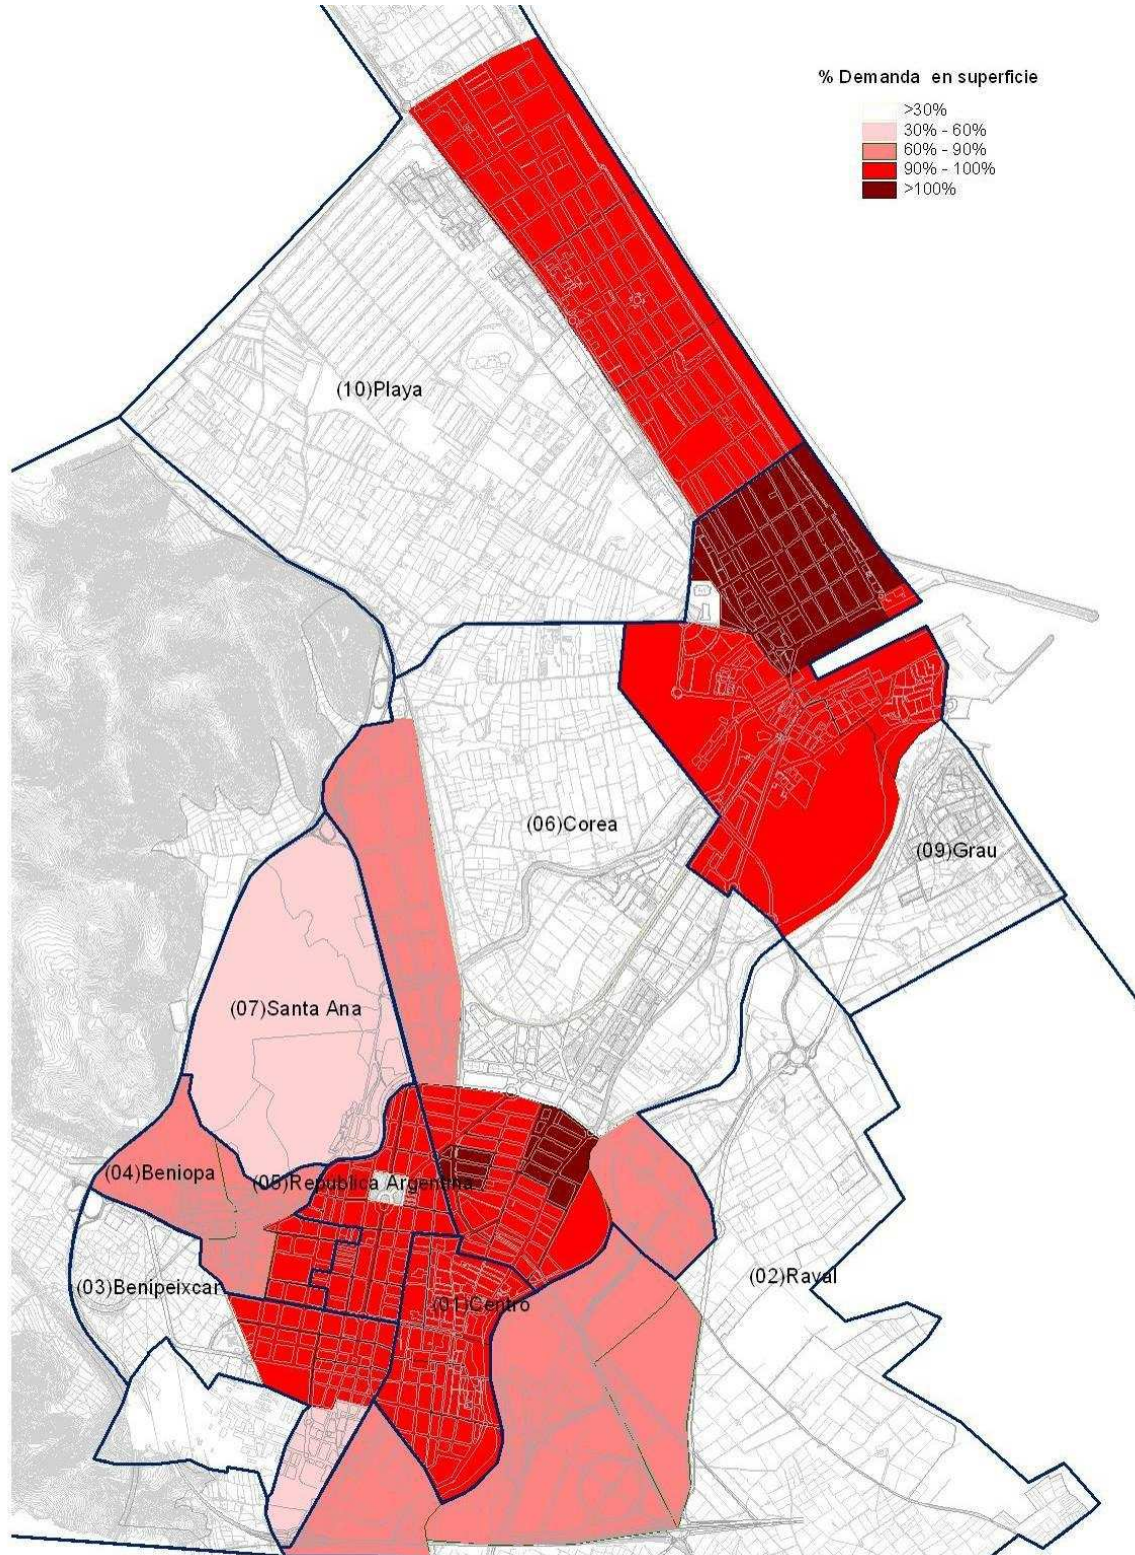 % Demanda en superficie
>30%
30% - 60%
60% - 90%
90% - 100%
>100%
(10)Playa
(06)Corea
(09)Grau
(07)Santa Ana
(04)Beniopa
(05)Republica Argentina
(03)Benipeixcar
(02)Raval
(01)Centro